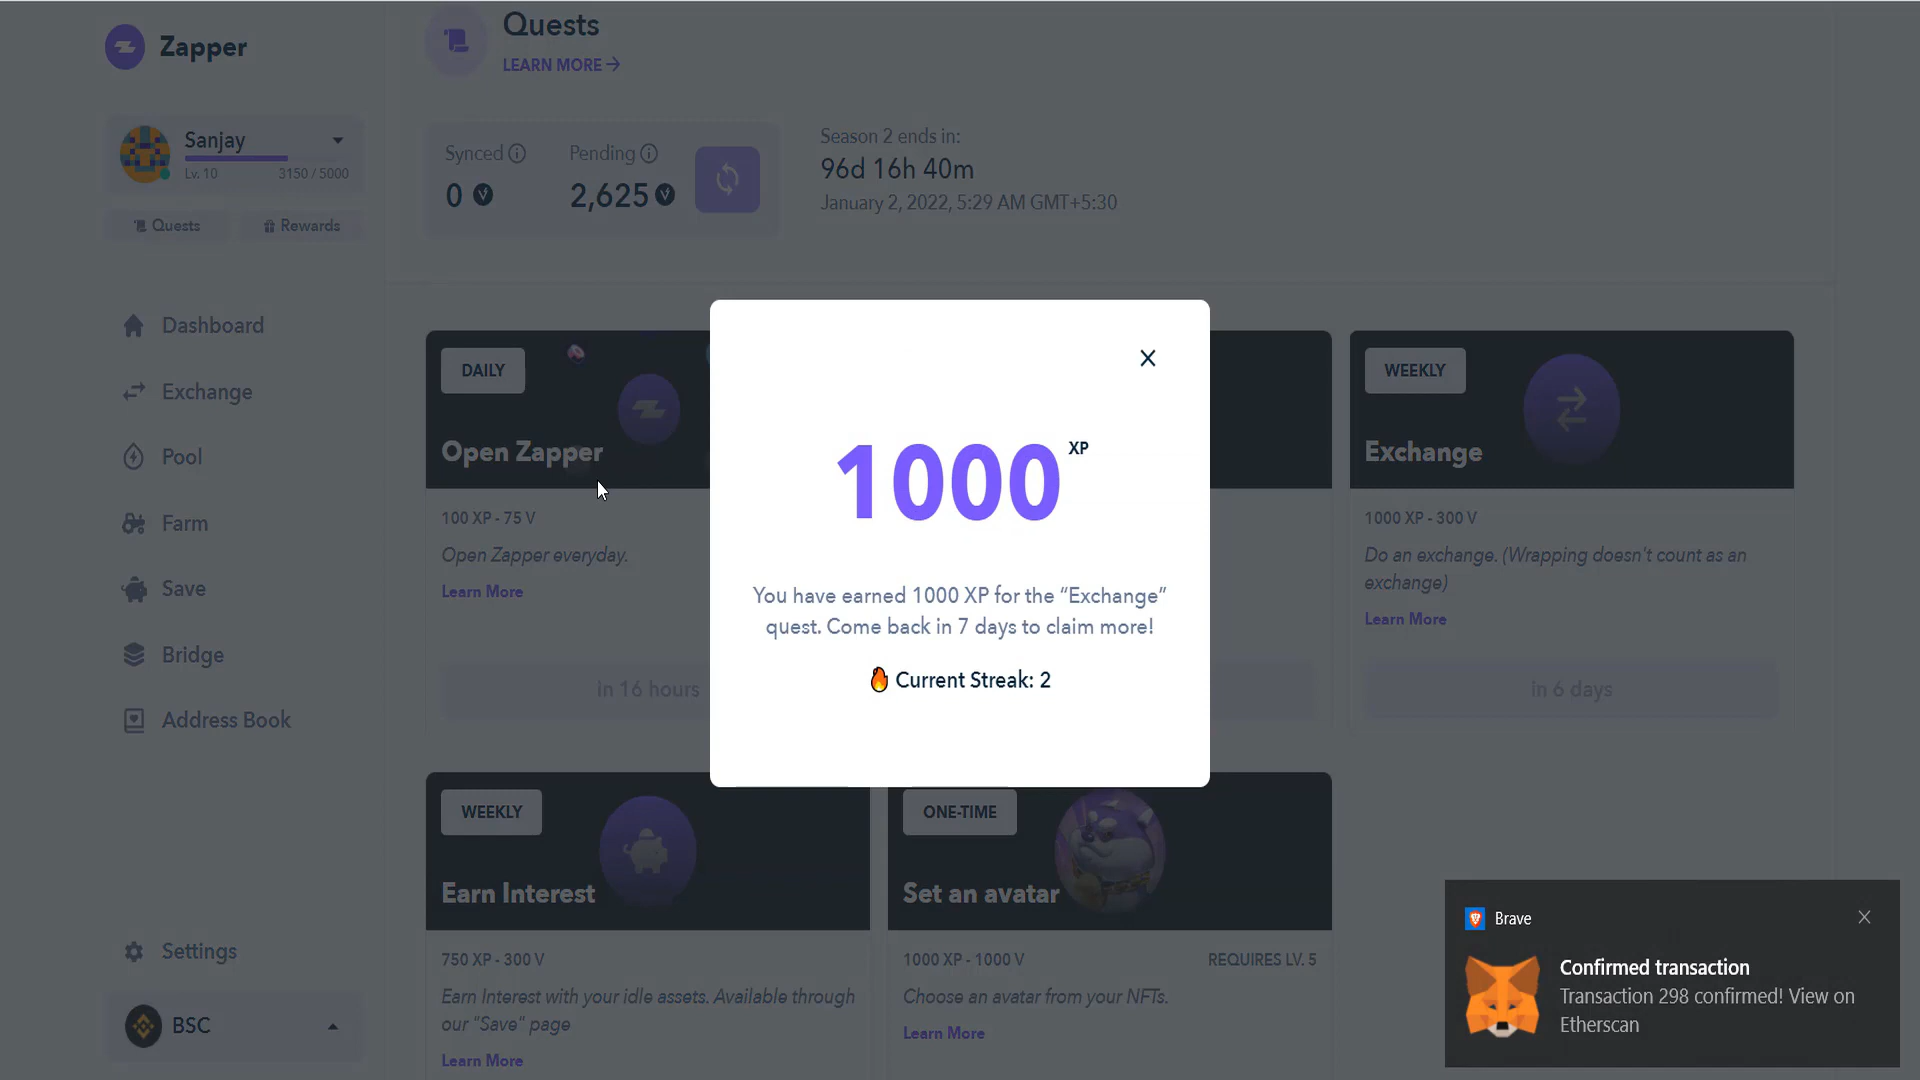 Zapper
Sanjay
Lv. 10
3150 / 5000
Quests
Rewards
Dashboard
Exchange
Pool
Farm
Save
Bridge
Address Book
Settings
BSC
Quests
LEARN MORE
Synced
0
Pending
2,625
Season 2 ends in:
96d 16h 40m
January 2, 2022, 5:29 AM GMT+5:30
DAILY
Open Zapper
100 XP - 75 V
Open Zapper everyday.
Learn More
in 16 hours
WEEKLY
Exchange
1000 XP - 300 V
Do an exchange. (Wrapping doesn't count as an
exchange)
Learn More
in 6 days
1000 XP
You have earned 1000 XP for the “Exchange”
quest. Come back in 7 days to claim more!
Current Streak: 2
WEEKLY
Earn Interest
750 XP - 300 V
Earn Interest with your idle assets. Available through
our "Save" page
Learn More
ONE-TIME
Set an avatar
1000 XP - 1000 V
REQUIRES LV. 5
Choose an avatar from your NFTs.
Learn More
Brave
Confirmed transaction
Transaction 298 confirmed! View on
Etherscan